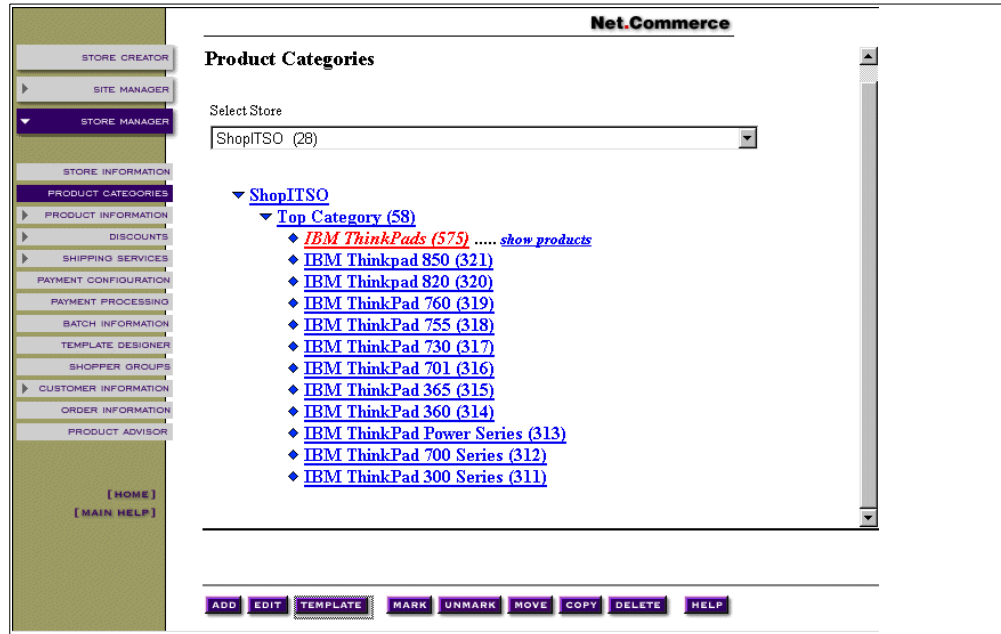 Net.Commerce
STORE CREATOR
SITE MANAGER
STORE MANAGER
STORE INFORMATION
PRODUCT CATEGORIES
PRODUCT INFORMATION
DISCOUNTS
SHIPPING SERVICES
PAYMENT CONFIGURATION
PAYMENT PROCESSING
BATCH INFORMATION
TEMPLATE DESIGNER
SHOPPER GROUPS
CUSTOMER INFORMATION
ORDER INFORMATION
PRODUCT ADVISOR
[HOME]
[MAIN HELP]
Product Categories
Select Store
ShopITSO (28)
ShopITSO
Top Category (58)
IBM ThinkPads (575) ..... show products
IBM Thinkpad 850 (321)
IBM Thinkpad 820 (320)
IBM ThinkPad 760 (319)
IBM ThinkPad 755 (318)
IBM ThinkPad 730 (317)
IBM ThinkPad 701 (316)
IBM ThinkPad 365 (315)
IBM ThinkPad 360 (314)
IBM ThinkPad Power Series (313)
IBM ThinkPad 700 Series (312)
IBM ThinkPad 300 Series (311)
ADD EDIT TEMPLATE MARK UNMARK MOVE COPY DELETE HELP